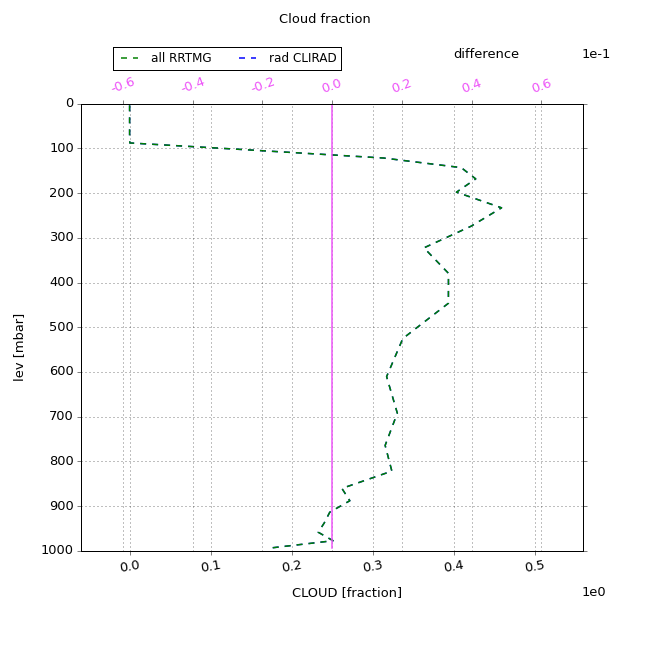 Cloud fraction
all RRTMG rad CLIRAD difference 1e-1
-0.6 -0.4 -0.2 0.0 0.2 0.4 0.6
0
100
200
300
400
500
600
700
800
900
1000
lev [mbar]
0.0 0.1 0.2 0.3 0.4 0.5
CLOUD [fraction] 1e0